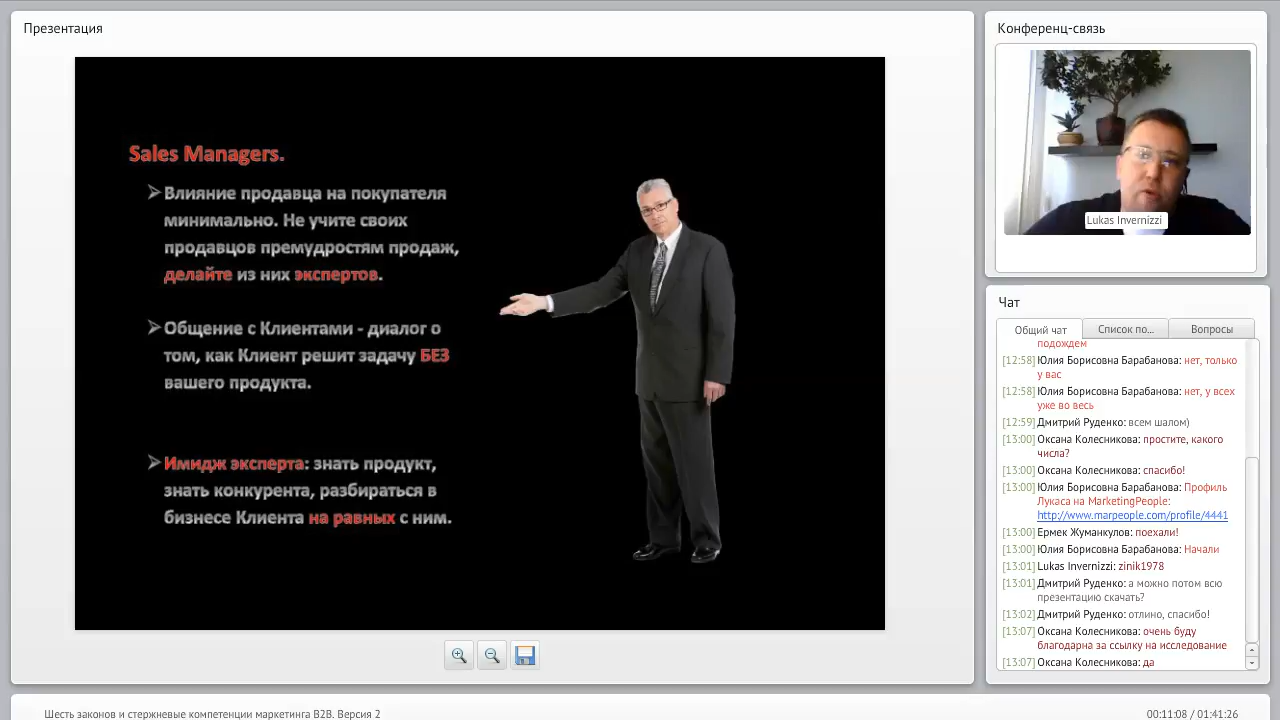 Презентация
Sales Managers.
Влияние продавца на покупателя
минимально. Не учите своих
продавцов премудростям продаж,
делайте из них экспертов.
Общение с Клиентами - диалог о
том, как Клиент решит задачу БЕЗ
вашего продукта.
Имидж эксперта: знать продукт,
знать конкурента, разбираться в
бизнесе Клиента на равных с ним.
Конференц-связь
Lukas Invernizzi
Чат
Общий чат
Список по...
Вопросы
подождем
[12:58] Юлия Борисовна Барабанова: нет, только
у вас
[12:58] Юлия Борисовна Барабанова: нет, у всех
уже во весь
[12:59] Дмитрий Руденко: всем шалом)
[13:00] Оксана Колесникова: простите, какого
числа?
[13:00] Оксана Колесникова: спасибо!
[13:00] Юлия Борисовна Барабанова: Профиль
Лукаса на MarketingPeople:
http://www.marpeople.com/profile/4441
[13:00] Ермек Жуманкулов: поехали!
[13:00] Юлия Борисовна Барабанова: Начали
[13:01] Lukas Invernizzi: zinik1978
[13:01] Дмитрий Руденко: а можно потом всю
презентацию скачать?
[13:02] Дмитрий Руденко: отлино, спасибо!
[13:07] Оксана Колесникова: очень буду
благодарна за ссылку на исследование
[13:07] Оксана Колесникова: да
Шесть законов и стержневые компетенции маркетинга B2B. Версия 2
00:11:08 / 01:41:26